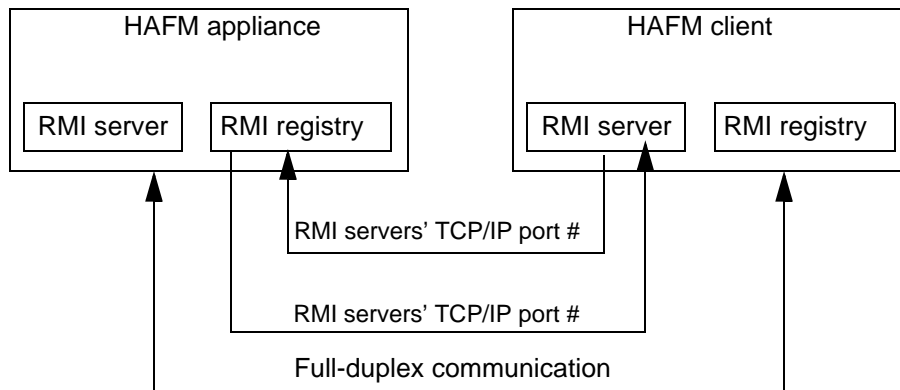 HAFM appliance
HAFM client
RMI server
RMI registry
RMI server
RMI registry
RMI servers’ TCP/IP port #
RMI servers’ TCP/IP port #
Full-duplex communication